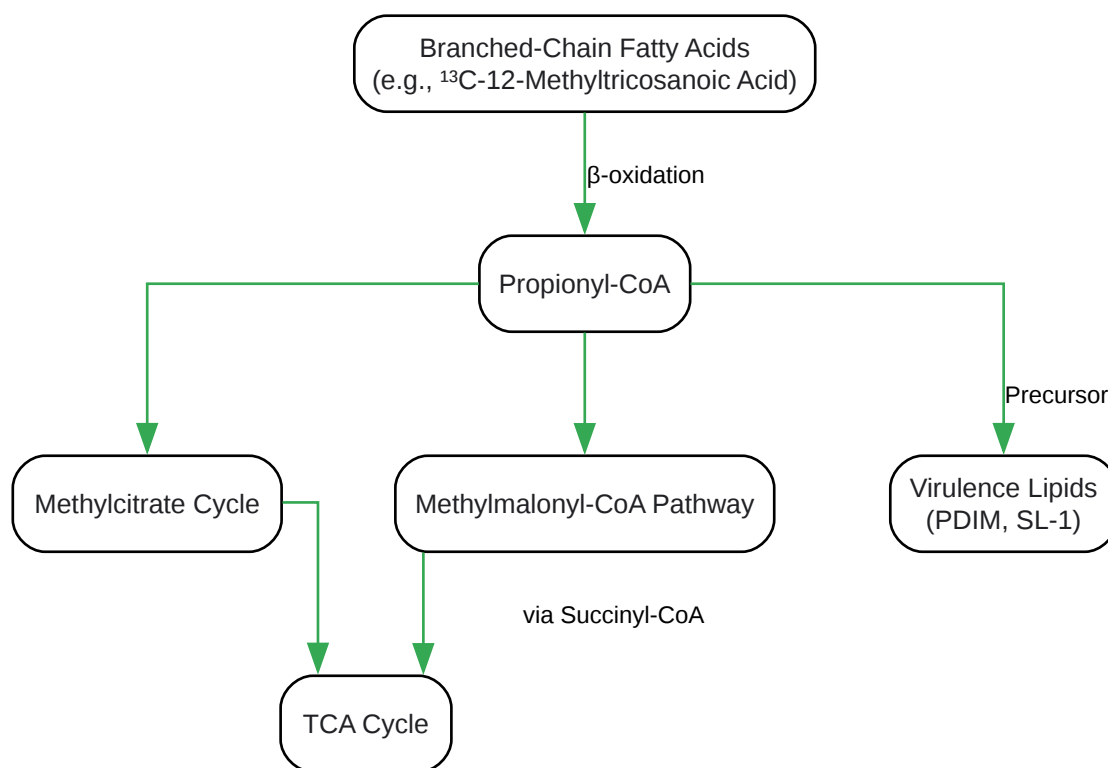 Branched-Chain Fatty Acids
(e.g., ¹³C-12-Methyltricosanoic Acid)
β-oxidation
Propionyl-CoA
Precursor
Methylcitrate Cycle
Methylmalonyl-CoA Pathway
Virulence Lipids
(PDIM, SL-1)
via Succinyl-CoA
TCA Cycle